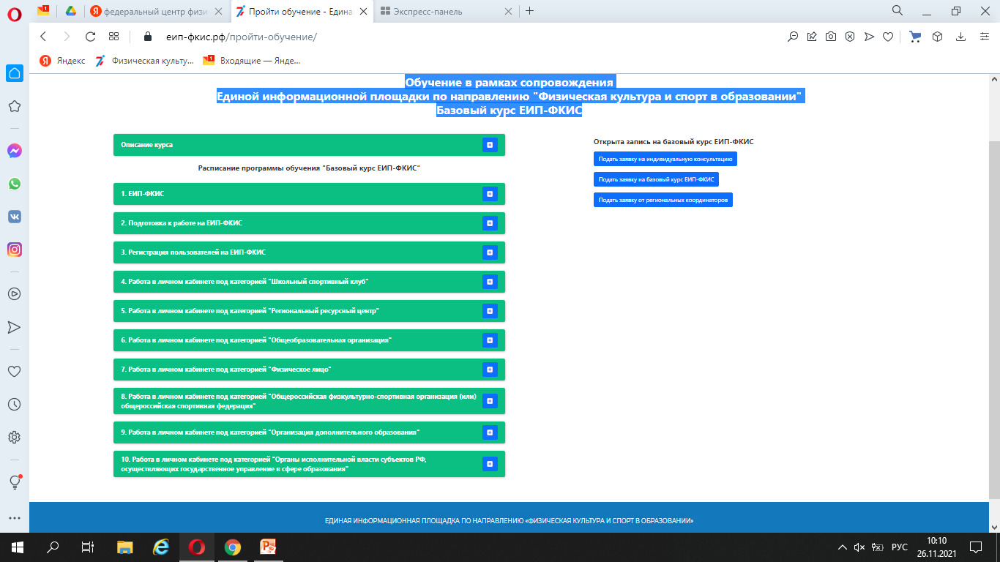 федеральный центр физи
Пройти обучение - Едина
Экспресс-панель
еип-фкис.рф/пройти-обучение/
Яндекс
Физическая культу...
Входящие — Янде...
Обучение в рамках сопровождения
Единой информационной площадки по направлению "Физическая культура и спорт в образовании"
Базовый курс ЕИП-ФКИС
Описание курса
Расписание программы обучения "Базовый курс ЕИП-ФКИС"
1. ЕИП-ФКИС
2. Подготовка к работе на ЕИП-ФКИС
3. Регистрация пользователей на ЕИП-ФКИС
4. Работа в личном кабинете под категорией "Школьный спортивный клуб"
5. Работа в личном кабинете под категорией "Региональный ресурсный центр"
6. Работа в личном кабинете под категорией "Общеобразовательная организация"
7. Работа в личном кабинете под категорией "Физическое лицо"
8. Работа в личном кабинете под категорией "Общероссийская физкультурно-спортивная организация (или)
общероссийская спортивная федерация"
9. Работа в личном кабинете под категорией "Организация дополнительного образования"
10. Работа в личном кабинете под категорией "Органы исполнительной власти субъектов РФ,
осуществляющих государственное управление в сфере образования"
Открыта запись на базовый курс ЕИП-ФКИС
Подать заявку на индивидуальную консультацию
Подать заявку на базовый курс ЕИП-ФКИС
Подать заявку от региональных координаторов
ЕДИНАЯ ИНФОРМАЦИОННАЯ ПЛОЩАДКА ПО НАПРАВЛЕНИЮ «ФИЗИЧЕСКАЯ КУЛЬТУРА И СПОРТ В ОБРАЗОВАНИИ»
РУС
10:10
26.11.2021